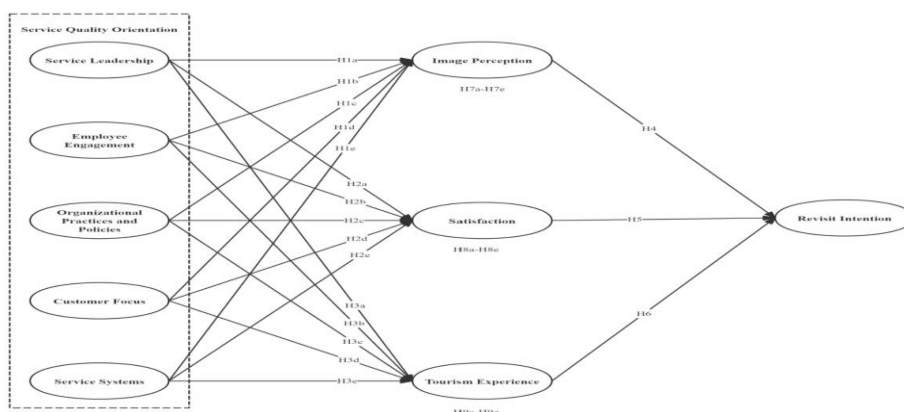 Service Quality Orientation
Service Leadership
Employee
Engagement
Organizational
Practices and
Policies
Customer Focus
Service Systems
H1a
H1b
H1c
H1d
H1e
H2a
H2b
H2c
H2d
H2e
H3a
H3b
H3c
H3d
H3e
Image Perception
H7a-H7e
Satisfaction
H8a-H8e
Tourism Experience
H4
H5
H6
Revisit Intention